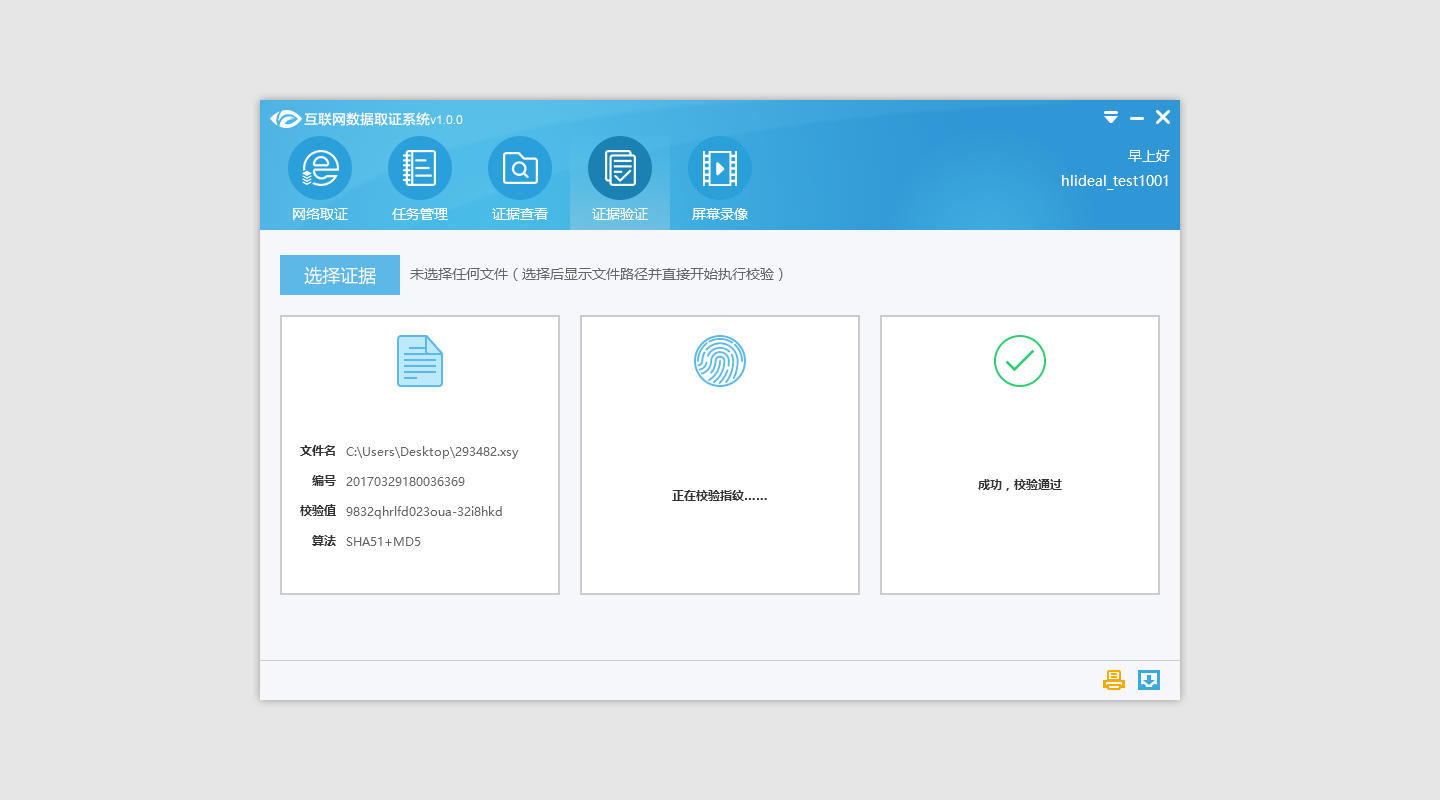 互联网数据取证系统v1.0.0
早上好
hlideal_test1001
网络取证
任务管理
证据查看
证据验证
屏幕录像
选择证据
未选择任何文件（选择后显示文件路径并直接开始执行校验）
文件名 C:\Users\Desktop\293482.xsy
编号 20170329180036369
校验值 9832qhrlfd023oua-32i8hkd
算法 SHA51+MD5
正在校验指纹......
成功，校验通过